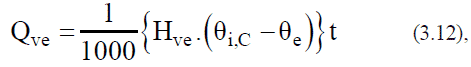 Q_ve = 1/1000 {H_ve.(θ_i,C − θ_e)} t (3.12),